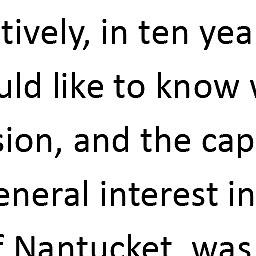 tively, in ten yea
uld like to know
sion, and the cap
eneral interest in
f Nantucket, was